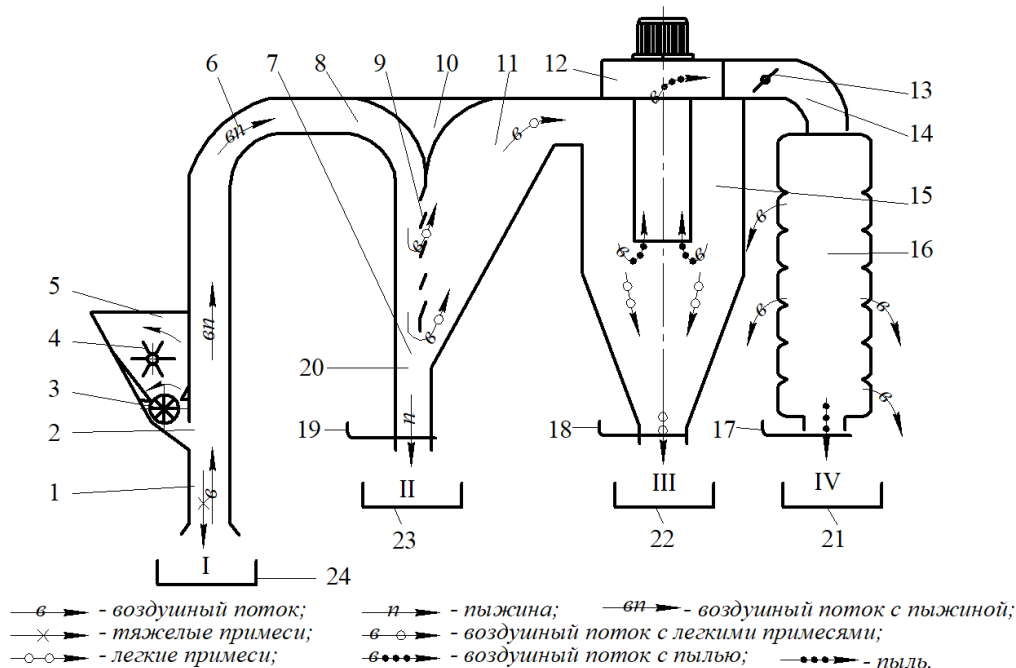 6 7 8 9 10 11 12 13
вп
в
в
14
в
15
в
в
в
16
5
4
3
2
вп
в
в
в
20
в
п
19
18
17
1
в
I
II
III
IV
24
23
22
21
в - воздушный поток; п - пыжина; вп - воздушный поток с пыжиной;
- тяжелые примеси; в - воздушный поток с легкими примесями;
- легкие примеси; в - воздушный поток с пылью; - пыль.